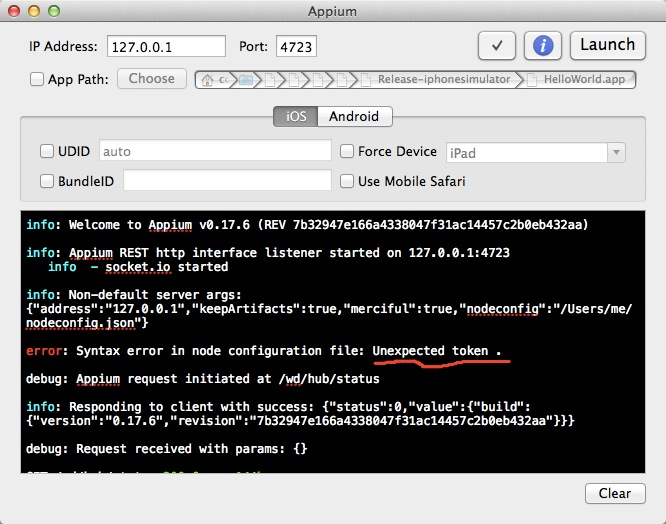 Appium
IP Address: 127.0.0.1 Port: 4723 Launch
App Path: Choose Release-iphonesimulator HelloWorld.app
iOS Android
UDID auto Force Device iPad
BundleID Use Mobile Safari
info: Welcome to Appium v0.17.6 (REV 7b32947e166a4338047f31ac14457c2b0eb432aa)
info: Appium REST http interface listener started on 127.0.0.1:4723
info - socket.io started
info: Non-default server args:
{"address":"127.0.0.1","keepArtifacts":true,"merciful":true,"nodeconfig":"/Users/me/
nodeconfig.json"}
error: Syntax error in node configuration file: Unexpected token .
debug: Appium request initiated at /wd/hub/status
info: Responding to client with success: {"status":0,"value":{"build":
{"version":"0.17.6","revision":"7b32947e166a4338047f31ac14457c2b0eb432aa"}}}
debug: Request received with params: {}
Clear